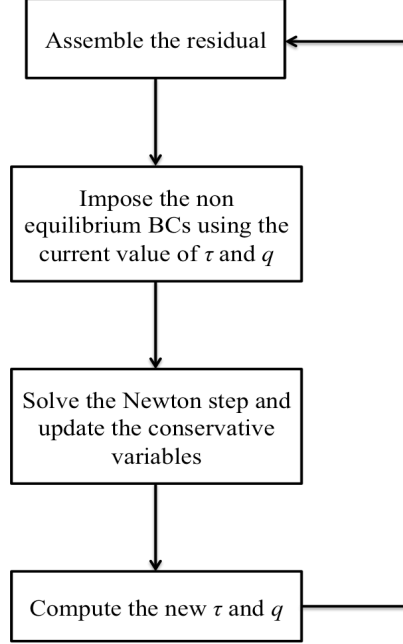 Assemble the residual
Impose the non
equilibrium BCs using the
current value of τ and q
Solve the Newton step and
update the conservative
variables
Compute the new τ and q